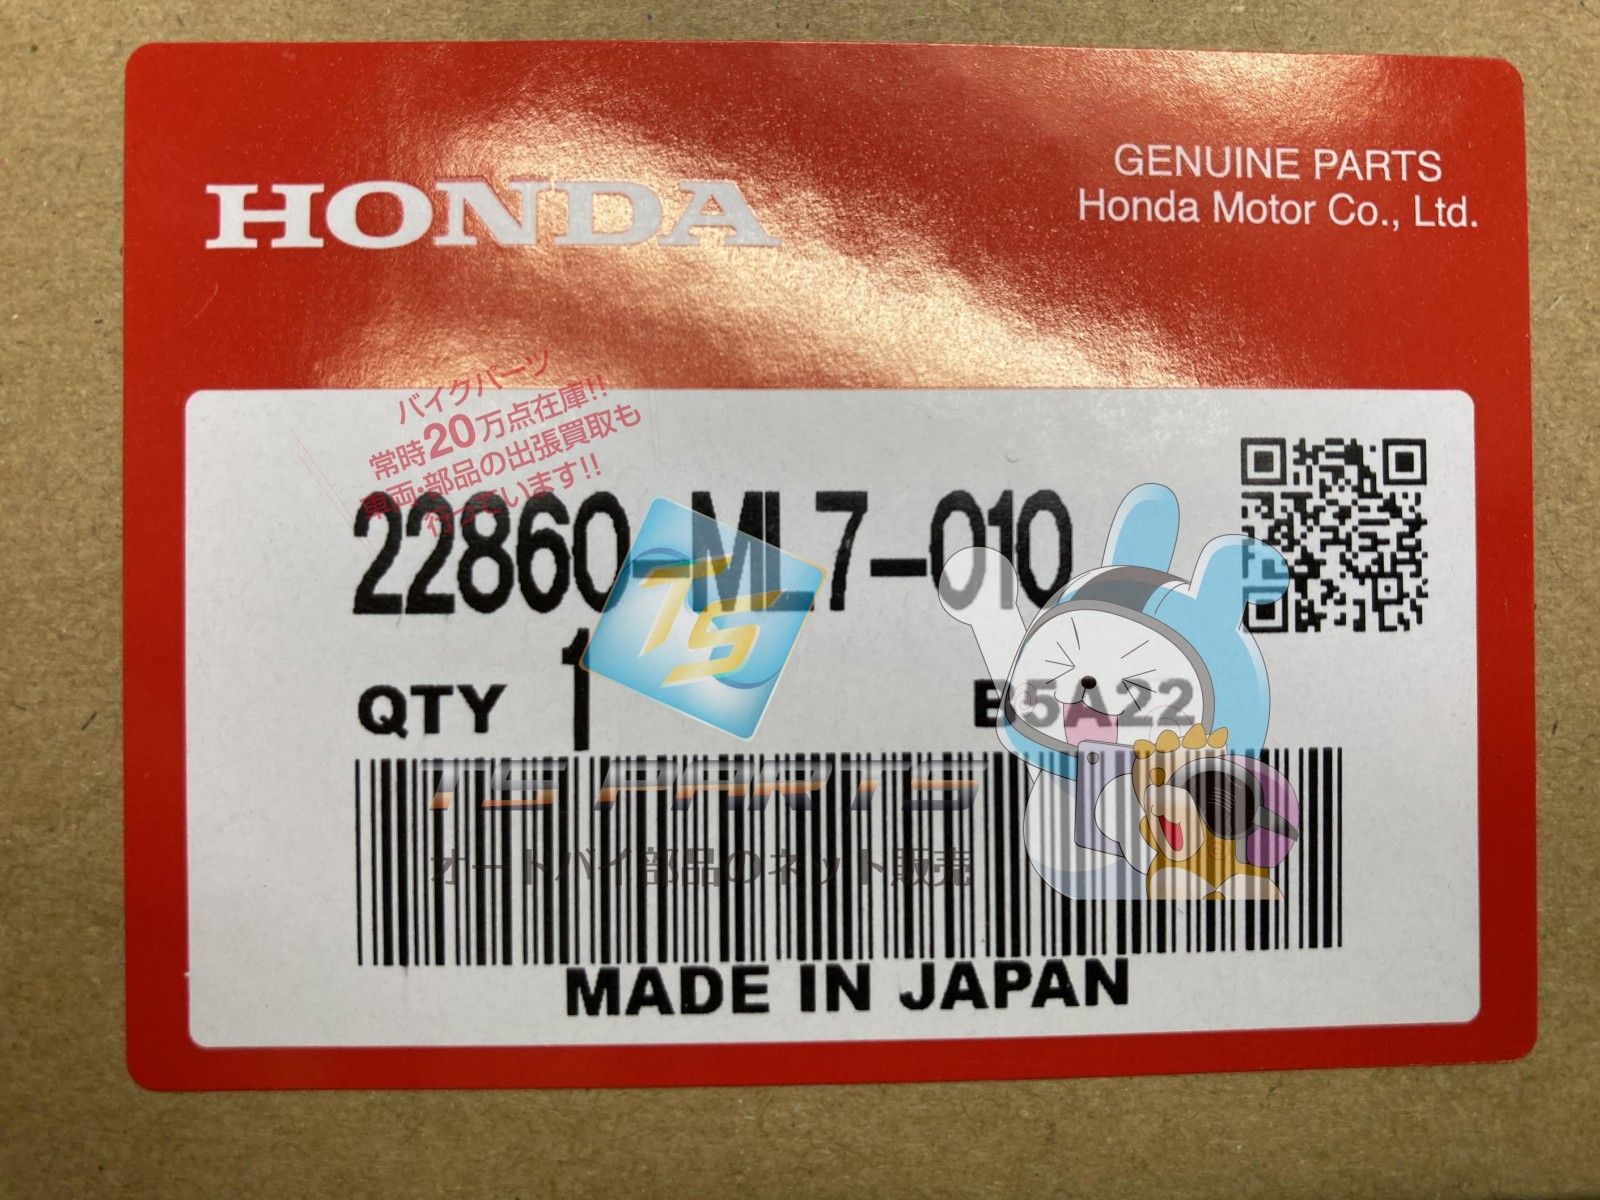 HONDA
GENUINE PARTS
Honda Motor Co., Ltd.
バイクパーツ
常時20万点在庫!!
車両・部品の出張買取も
行っています!!
22860-ML7-010
TS
QTY 1
B5A22
TS PARTS
オートバイ部品のネット販売
MADE IN JAPAN